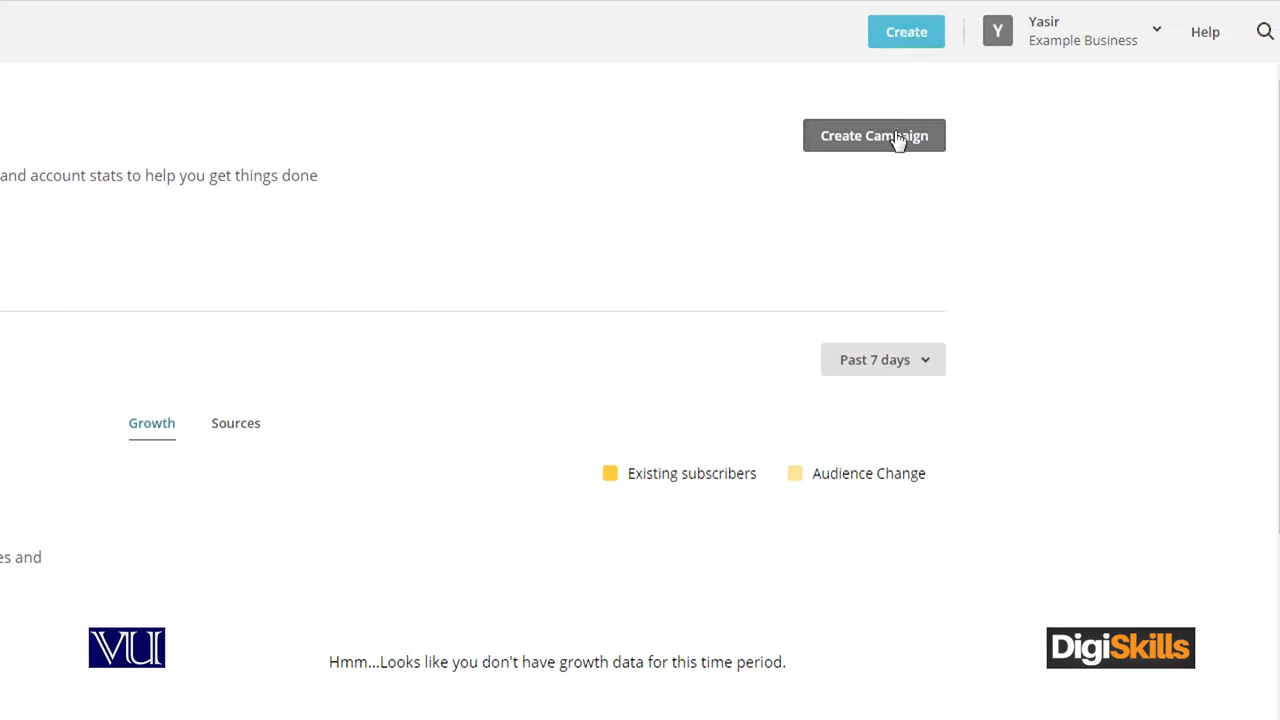 Create
Y
Yasir
Example Business
Help
Create Campaign
and account stats to help you get things done
Past 7 days
Growth
Sources
Existing subscribers
Audience Change
es and
VU
Hmm...Looks like you don't have growth data for this time period.
DigiSkills